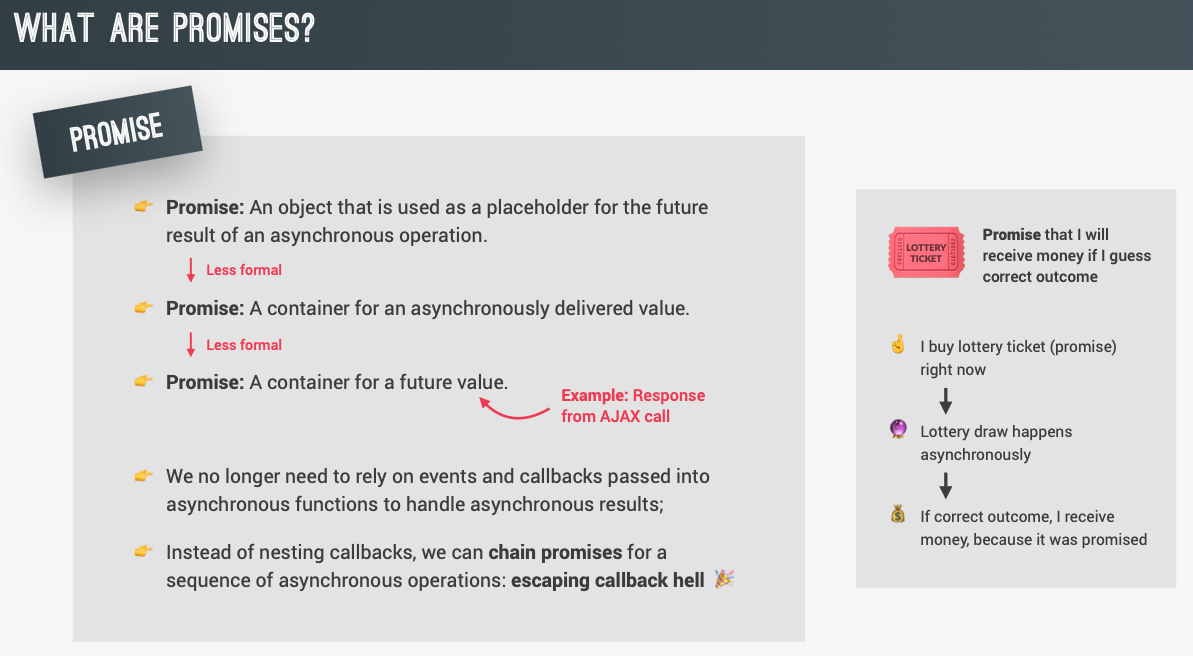 WHAT ARE PROMISES?
PROMISE
Promise: An object that is used as a placeholder for the future
result of an asynchronous operation.
Less formal
Promise: A container for an asynchronously delivered value.
Less formal
Promise: A container for a future value.
Example: Response
from AJAX call
We no longer need to rely on events and callbacks passed into
asynchronous functions to handle asynchronous results;
Instead of nesting callbacks, we can chain promises for a
sequence of asynchronous operations: escaping callback hell
LOTTERY
TICKET
Promise that I will
receive money if I guess
correct outcome
I buy lottery ticket (promise)
right now
Lottery draw happens
asynchronously
If correct outcome, I receive
money, because it was promised